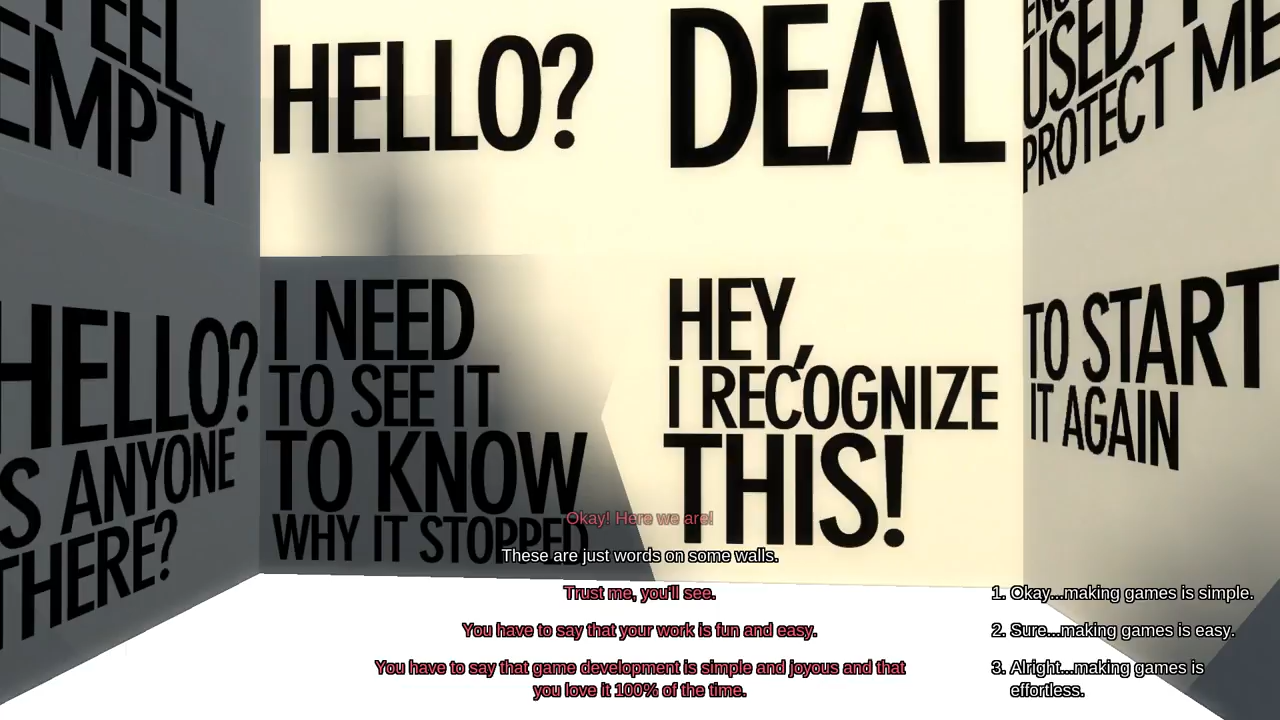 FEEL
EMPTY
HELLO?
DEAL
USED
PROTECT ME
HELLO?
IS ANYONE
THERE?
I NEED
TO SEE IT
TO KNOW
WHY IT STOPPED
HEY,
I RECOGNIZE
THIS!
TO START
IT AGAIN
Okay! Here we are!
These are just words on some walls.
Trust me, you'll see.
You have to say that your work is fun and easy.
You have to say that game development is simple and joyous and that
you love it 100% of the time.
1. Okay...making games is simple.
2. Sure...making games is easy.
3. Alright...making games is
effortless.